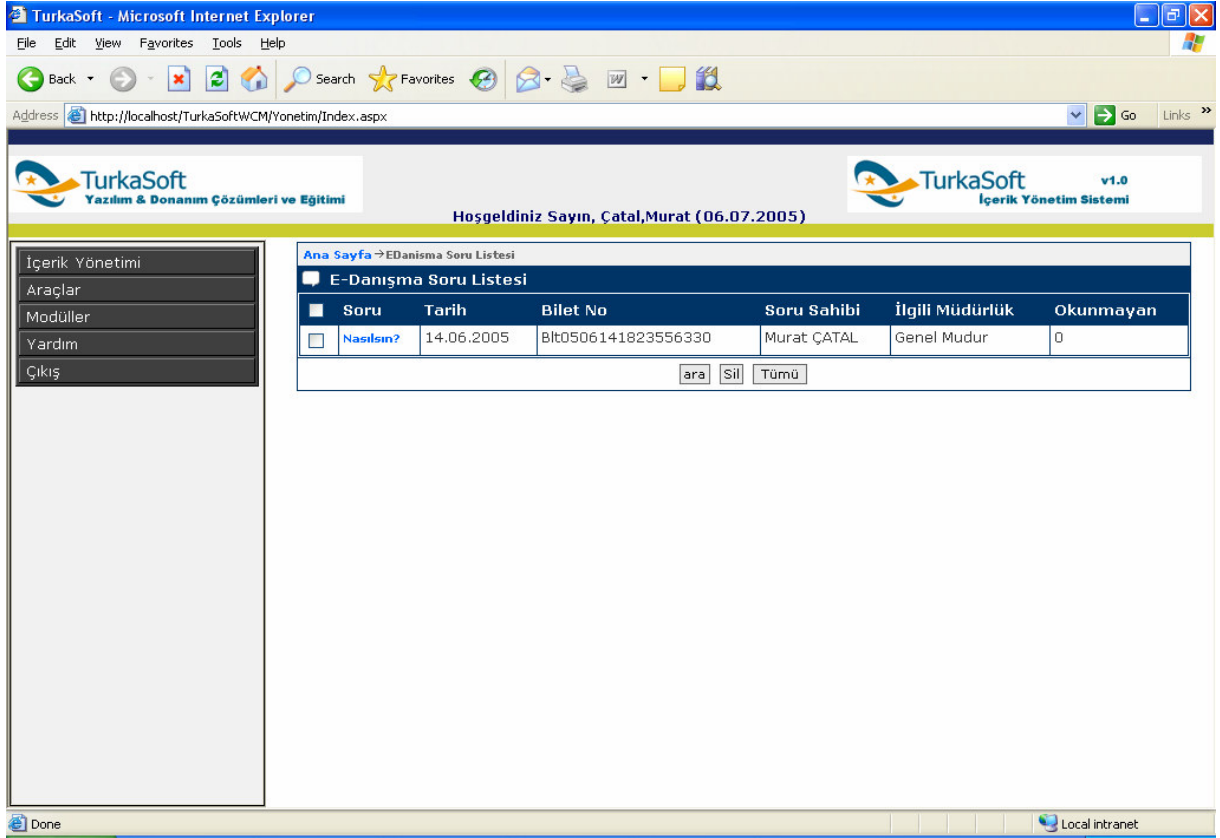 TurkaSoft - Microsoft Internet Explorer
File Edit View Favorites Tools Help
Back Search Favorites
Address http://localhost/TurkaSoftWCM/Yonetim/Index.aspx Go Links »
TurkaSoft
Yazılım & Donanım Çözümleri ve Eğitimi
TurkaSoft v1.0
İçerik Yönetim Sistemi
Hoşgeldiniz Sayın, Çatal,Murat (06.07.2005)
İçerik Yönetimi
Araçlar
Modüller
Yardım
Çıkış
Ana Sayfa→EDanisma Soru Listesi
E-Danışma Soru Listesi
Soru Tarih Bilet No Soru Sahibi İlgili Müdürlük Okunmayan
Nasılsın? 14.06.2005 Blt0506141823556330 Murat ÇATAL Genel Mudur 0
ara Sil Tümü
Done Local intranet